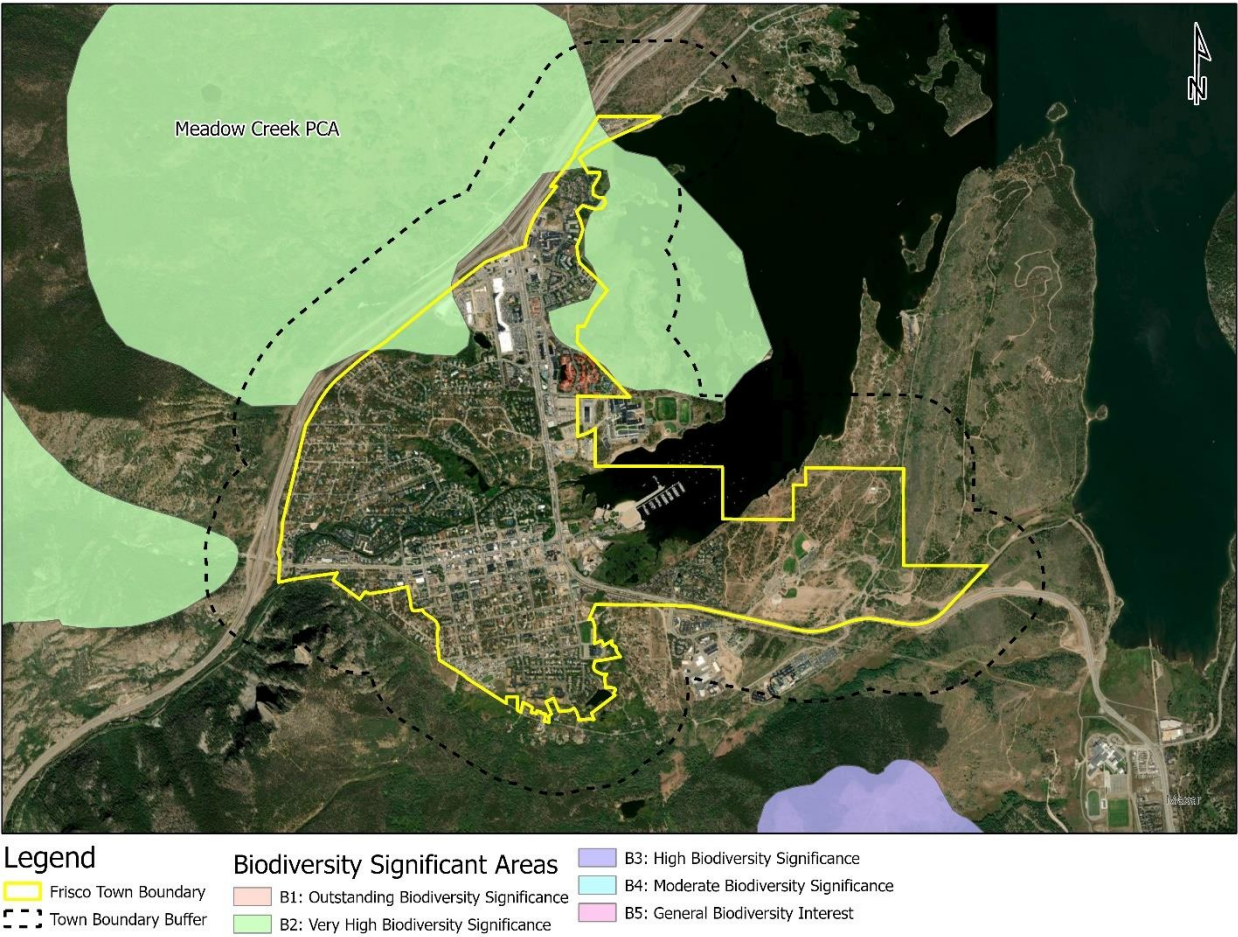 N
Meadow Creek PCA
Maxar
Legend
Frisco Town Boundary
Town Boundary Buffer
Biodiversity Significant Areas
B1: Outstanding Biodiversity Significance
B2: Very High Biodiversity Significance
B3: High Biodiversity Significance
B4: Moderate Biodiversity Significance
B5: General Biodiversity Interest